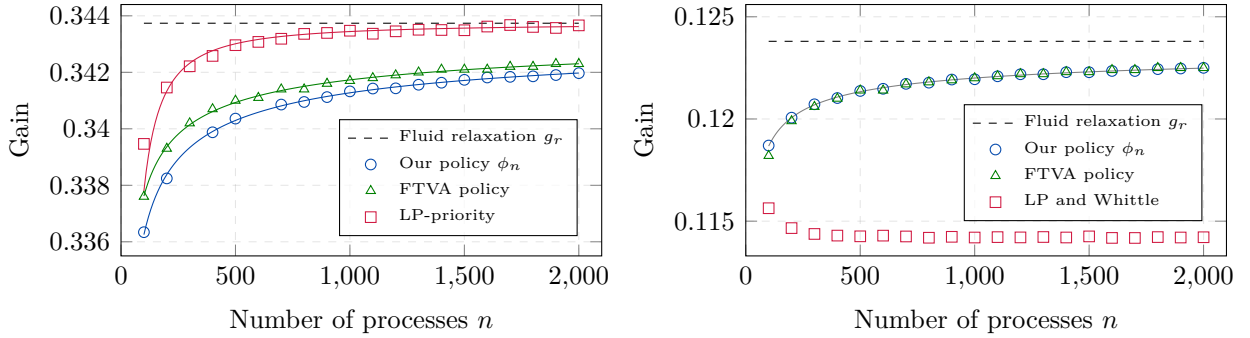 0.344
0.342
0.34
0.338
0.336
Gain
0
500
1,000
1,500
2,000
Number of processes n
Fluid relaxation g_r
Our policy ϕ_n
FTVA policy
LP-priority
0.125
0.12
0.115
Gain
0
500
1,000
1,500
2,000
Number of processes n
Fluid relaxation g_r
Our policy ϕ_n
FTVA policy
LP and Whittle